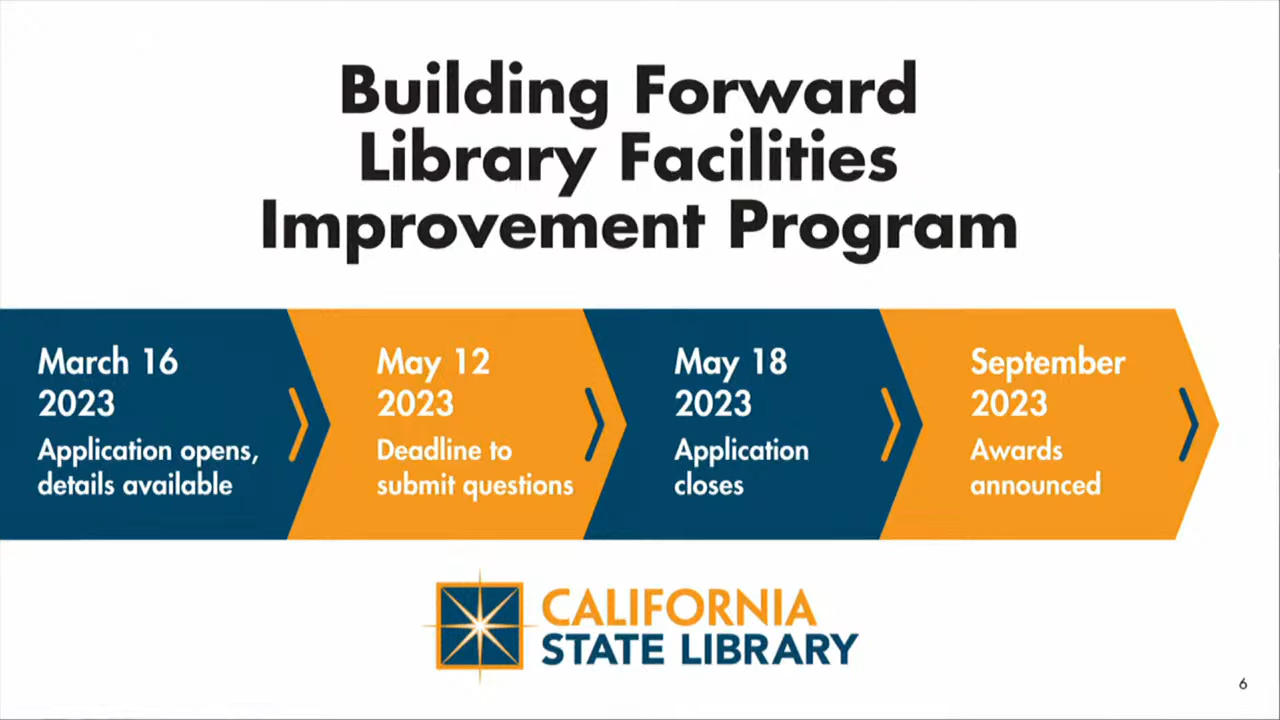 Building Forward
Library Facilities
Improvement Program
March 16
2023
Application opens,
details available
May 12
2023
Deadline to
submit questions
May 18
2023
Application
closes
September
2023
Awards
announced
CALIFORNIA
STATE LIBRARY
6